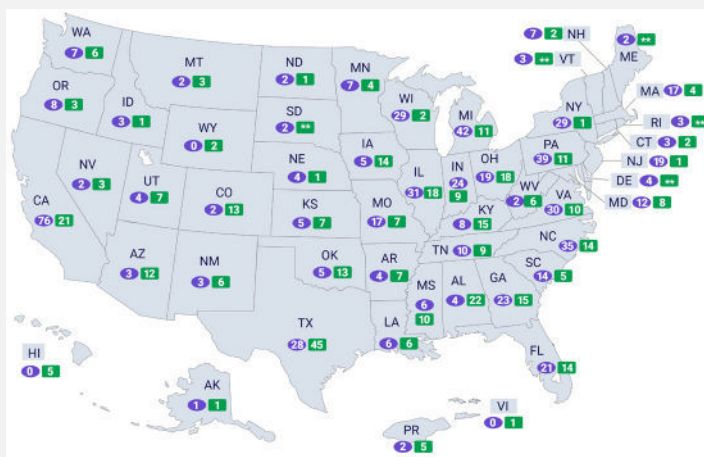 WA
7 6
OR
8 3
CA
76 21
ID
3 1
NV
2 3
MT
2 3
WY
0 2
UT
4 7
AZ
3 12
CO
2 13
NM
3 6
ND
2 1
SD
2 **
NE
4 1
KS
5 7
OK
5 13
TX
28 45
MN
7 4
IA
5 14
MO
17 7
AR
4 7
LA
6 6
WI
29 2
IL
31 18
MI
42 11
IN
24
9
OH
19 18
KY
8 15
TN 10 9
MS
6
10
AL
4 22
GA
23 15
FL
21 14
SC
14 5
NC
35 14
VA
30 10
WV
2 6
PA
39 11
NY
29 1
7 2 NH
3 ** VT
2 **
ME
MA 17 4
RI 3 **
CT 3 2
NJ 19 1
DE 4 **
MD 12 8
HI
0 5
AK
1 1
PR
2 5
VI
0 1